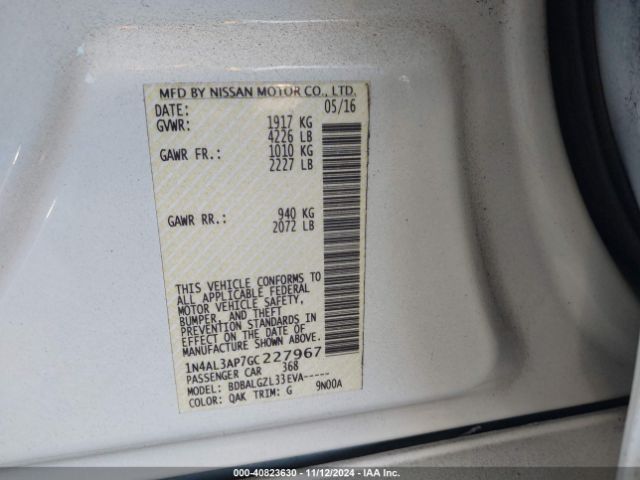 MFD BY NISSAN MOTOR CO., LTD.
DATE: 05/16
GVWR: 1917 KG
4226 LB
GAWR FR.: 1010 KG
2227 LB
GAWR RR.: 940 KG
2072 LB
THIS VEHICLE CONFORMS TO
ALL APPLICABLE FEDERAL
MOTOR VEHICLE SAFETY,
BUMPER, AND THEFT
PREVENTION STANDARDS IN
EFFECT ON THE DATE OF
MANUFACTURE SHOWN ABOVE.
1N4AL3AP7GC227967
PASSENGER CAR 368
MODEL: BDBALGZL33EVA-----
COLOR: QAK TRIM: G 9N00A
000-40823630 - 11/12/2024 - IAA Inc.